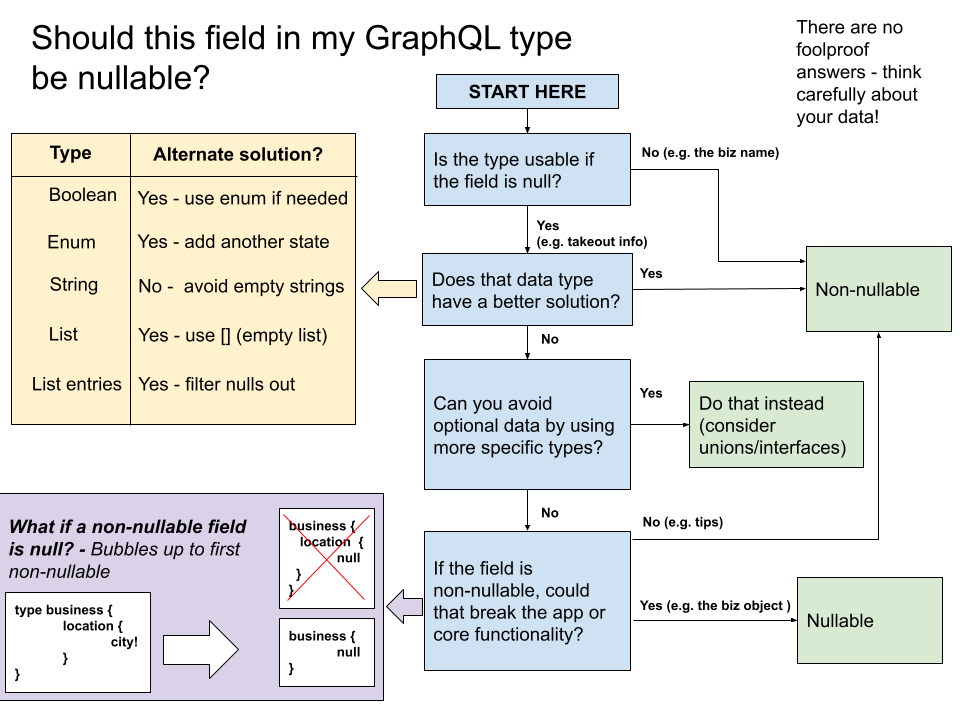 Should this field in my GraphQL type
be nullable?
There are no
foolproof
answers - think
carefully about
your data!
START HERE
Is the type usable if
the field is null?
No (e.g. the biz name)
Yes
(e.g. takeout info)
Does that data type
have a better solution?
Yes
Non-nullable
No
Type
Alternate solution?
Boolean
Yes - use enum if needed
Enum
Yes - add another state
String
No -  avoid empty strings
List
Yes - use [] (empty list)
List entries
Yes - filter nulls out
Can you avoid
optional data by using
more specific types?
Yes
Do that instead
(consider
unions/interfaces)
No
No (e.g. tips)
If the field is
non-nullable, could
that break the app or
core functionality?
Yes (e.g. the biz object )
Nullable
What if a non-nullable field
is null? - Bubbles up to first
non-nullable
type business {
location {
city!
}
}
business {
location  {
null
}
}
business {
null
}